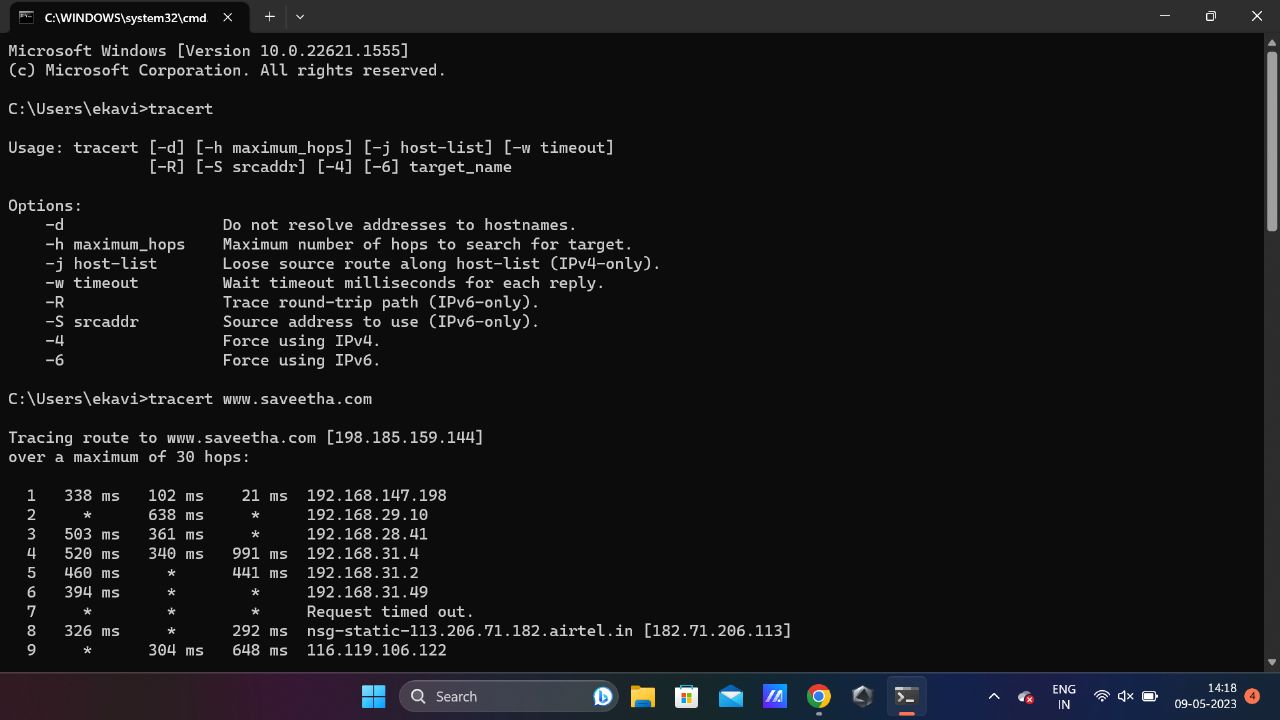 C:\WINDOWS\system32\cmd.
Microsoft Windows [Version 10.0.22621.1555]
(c) Microsoft Corporation. All rights reserved.
C:\Users\ekavi>tracert
Usage: tracert [-d] [-h maximum_hops] [-j host-list] [-w timeout]
[-R] [-S srcaddr] [-4] [-6] target_name
Options:
-d Do not resolve addresses to hostnames.
-h maximum_hops Maximum number of hops to search for target.
-j host-list Loose source route along host-list (IPv4-only).
-w timeout Wait timeout milliseconds for each reply.
-R Trace round-trip path (IPv6-only).
-S srcaddr Source address to use (IPv6-only).
-4 Force using IPv4.
-6 Force using IPv6.
C:\Users\ekavi>tracert www.saveetha.com
Tracing route to www.saveetha.com [198.185.159.144]
over a maximum of 30 hops:
1 338 ms 102 ms 21 ms 192.168.147.198
2 * 638 ms * 192.168.29.10
3 503 ms 361 ms * 192.168.28.41
4 520 ms 340 ms 991 ms 192.168.31.4
5 460 ms * 441 ms 192.168.31.2
6 394 ms * * 192.168.31.49
7 * * * Request timed out.
8 326 ms * 292 ms nsg-static-113.206.71.182.airtel.in [182.71.206.113]
9 * 304 ms 648 ms 116.119.106.122
Search
ENG
IN
14:18
09-05-2023
4